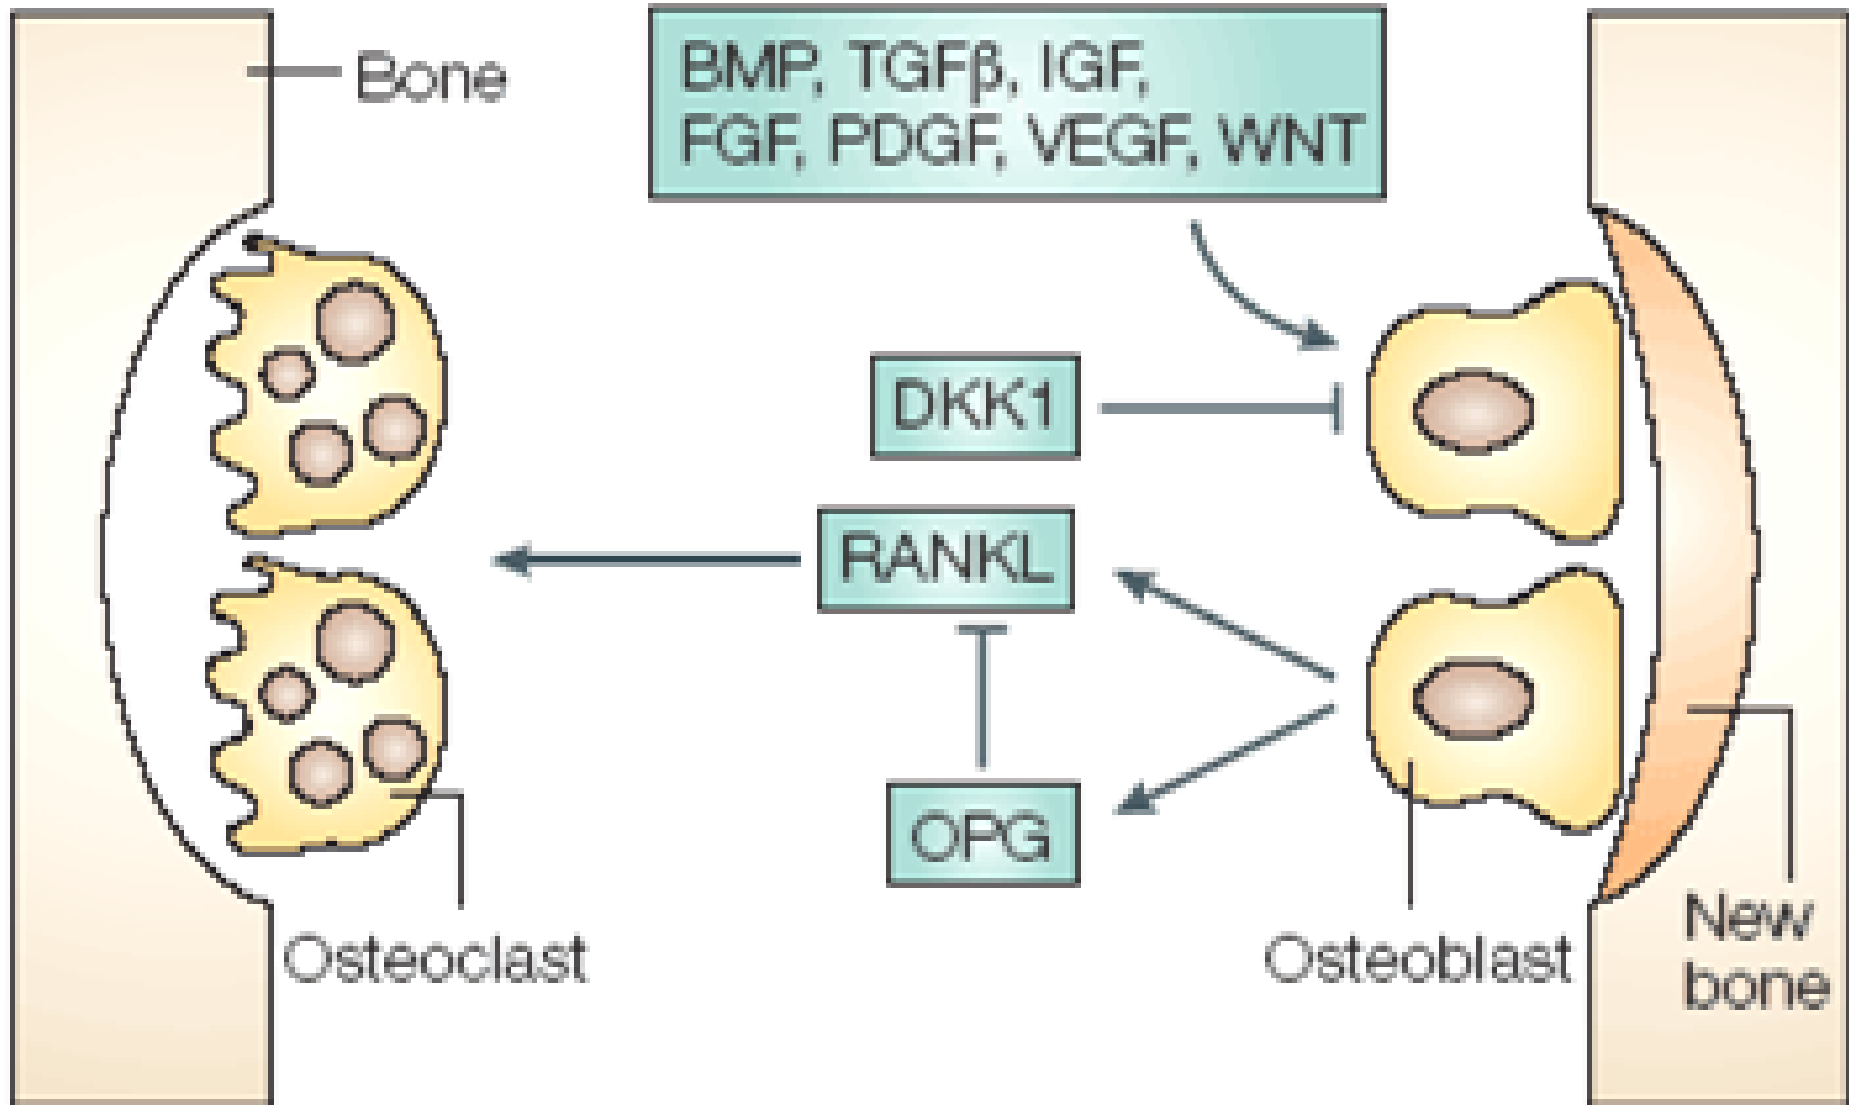 Bone
BMP, TGFβ, IGF,
FGF, PDGF, VEGF, WNT
DKK1
RANKL
OPG
Osteoclast
Osteoblast
New
bone